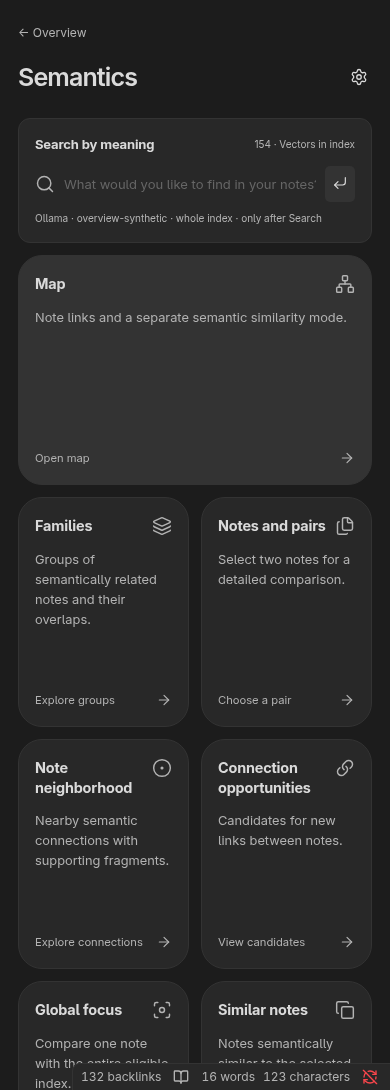 ← Overview
Semantics
Search by meaning
154 · Vectors in index
What would you like to find in your notes'
Ollama · overview-synthetic · whole index · only after Search
Map
Note links and a separate semantic similarity mode.
Open map
Families
Groups of
semantically related
notes and their
overlaps.
Explore groups
Notes and pairs
Select two notes for a
detailed comparison.
Choose a pair
Note
neighborhood
Nearby semantic
connections with
supporting fragments.
Explore connections
Connection
opportunities
Candidates for new
links between notes.
View candidates
Global focus
Compare one note
with the entire eligible
index.
Similar notes
Notes semantically
similar to the selected
132 backlinks
16 words
123 characters